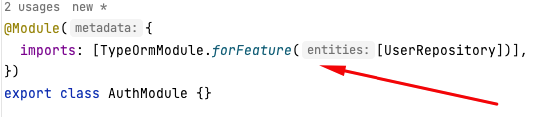 2 usages   new *
@Module( metadata: {
  imports: [TypeOrmModule.forFeature( entities: [UserRepository])],
})
export class AuthModule {}